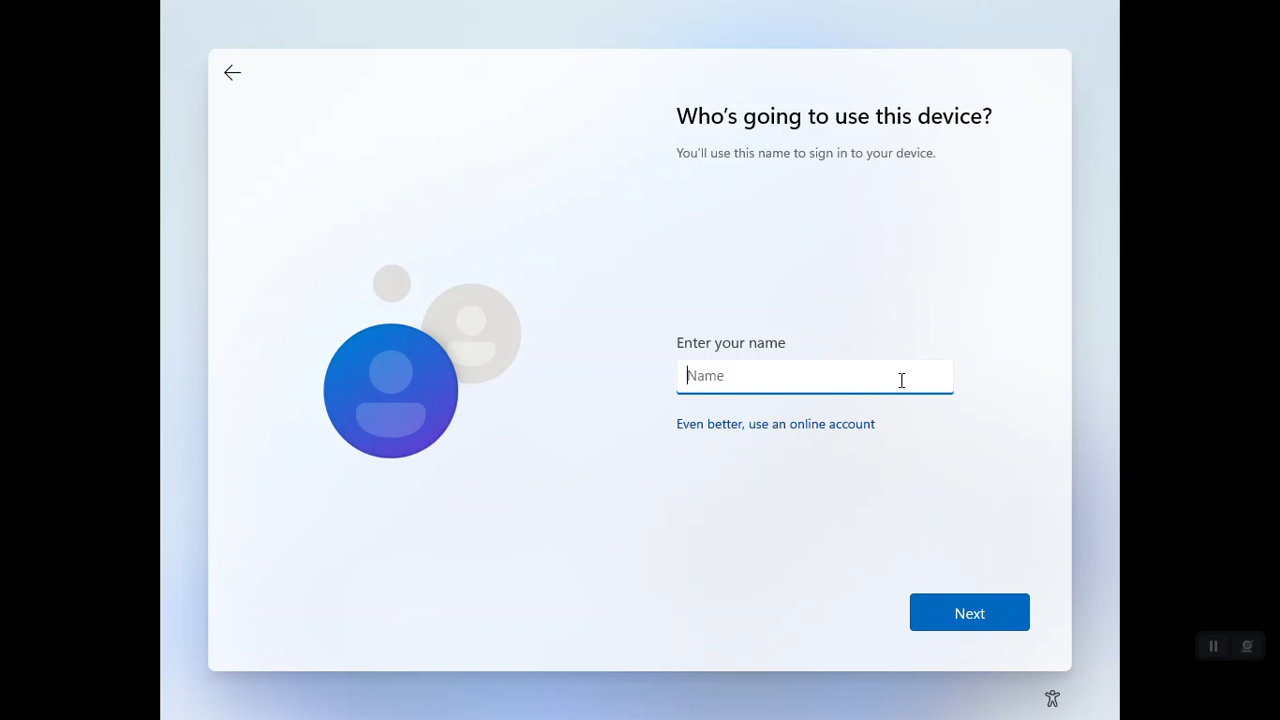 Who's going to use this device?
You'll use this name to sign in to your device.
Enter your name
Name
Even better, use an online account
Next